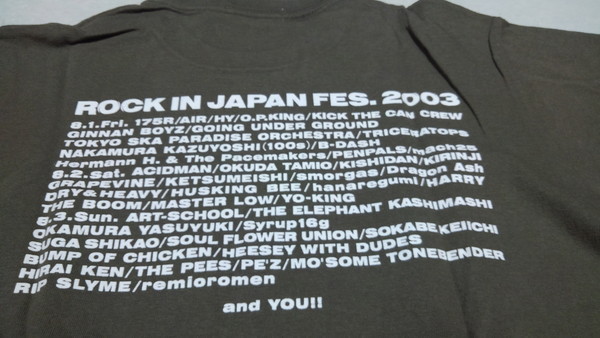 ROCK IN JAPAN FES. 2003
8.1.Fri. 175R/AIR/HY/O.P.KING/KICK THE CAN CREW
GINNAN BOYZ/GOING UNDER GROUND
TOKYO SKA PARADISE ORCHESTRA/TRICERATOPS
NAKAMURA KAZUYOSHI(100s)/B-DASH
Hermann H. & The Pacemakers/PENPALS/mach25
8.2.sat. ACIDMAN/OKUDA TAMIO/KISHIDAN/KIRINJI
GRAPEVINE/KETSUMEISHI/smorgas/Dragon Ash
DRY&HEAVY/HUSKING BEE/hanaregumi/HARRY
THE BOOM/MASTER LOW/YO-KING
8.3.Sun. ART-SCHOOL/THE ELEPHANT KASHIMASHI
OKAMURA YASUYUKI/Syrup16g
SUGA SHIKAO/SOUL FLOWER UNION/SOKABEKEIICHI
BUMP OF CHICKEN/HEESEY WITH DUDES
HIRAI KEN/THE PEES/PE'Z/MO'SOME TONEBENDER
RIP SLYME/remioromen
and YOU!!